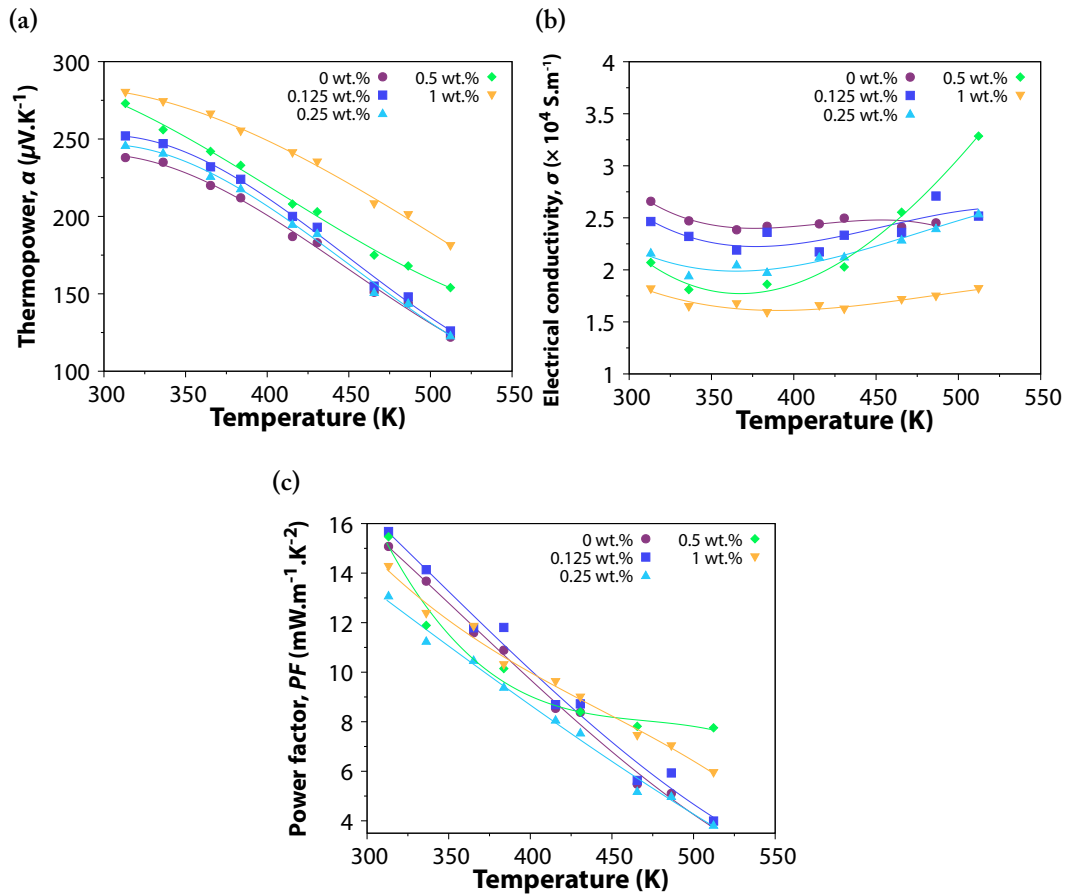 (a)
300
250
200
150
100
300 350 400 450 500 550
Thermopower, α (μV.K⁻¹)
Temperature (K)
0 wt.%
0.125 wt.%
0.25 wt.%
0.5 wt.%
1 wt.%
(b)
4
3.5
3
2.5
2
1.5
1
300 350 400 450 500 550
Electrical conductivity, σ (× 10⁴ S.m⁻¹)
Temperature (K)
0 wt.%
0.125 wt.%
0.25 wt.%
0.5 wt.%
1 wt.%
(c)
16
14
12
10
8
6
4
300 350 400 450 500 550
Power factor, PF (mW.m⁻¹.K⁻²)
Temperature (K)
0 wt.%
0.125 wt.%
0.25 wt.%
0.5 wt.%
1 wt.%